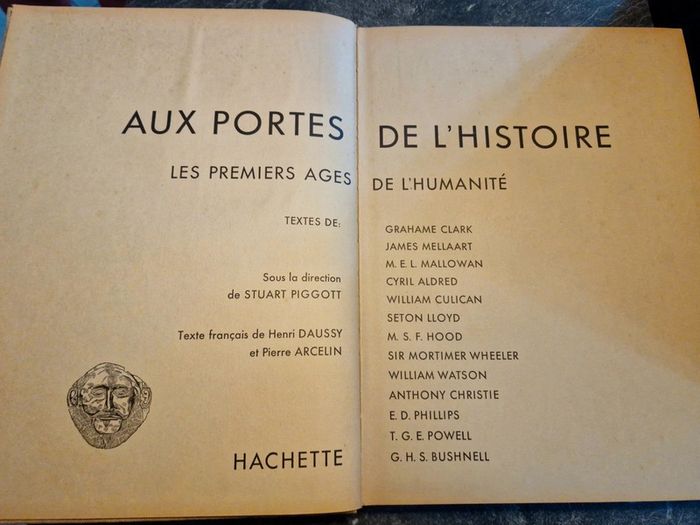 AUX PORTES DE L'HISTOIRE
LES PREMIERS AGES DE L'HUMANITÉ
TEXTES DE:
GRAHAME CLARK
JAMES MELLAART
M. E. L. MALLOWAN
CYRIL ALDRED
WILLIAM CULICAN
SETON LLOYD
M. S. F. HOOD
SIR MORTIMER WHEELER
WILLIAM WATSON
ANTHONY CHRISTIE
E. D. PHILLIPS
T. G. E. POWELL
G. H. S. BUSHNELL
Sous la direction
de STUART PIGGOTT
Texte français de Henri DAUSSY
et Pierre ARCELIN
HACHETTE